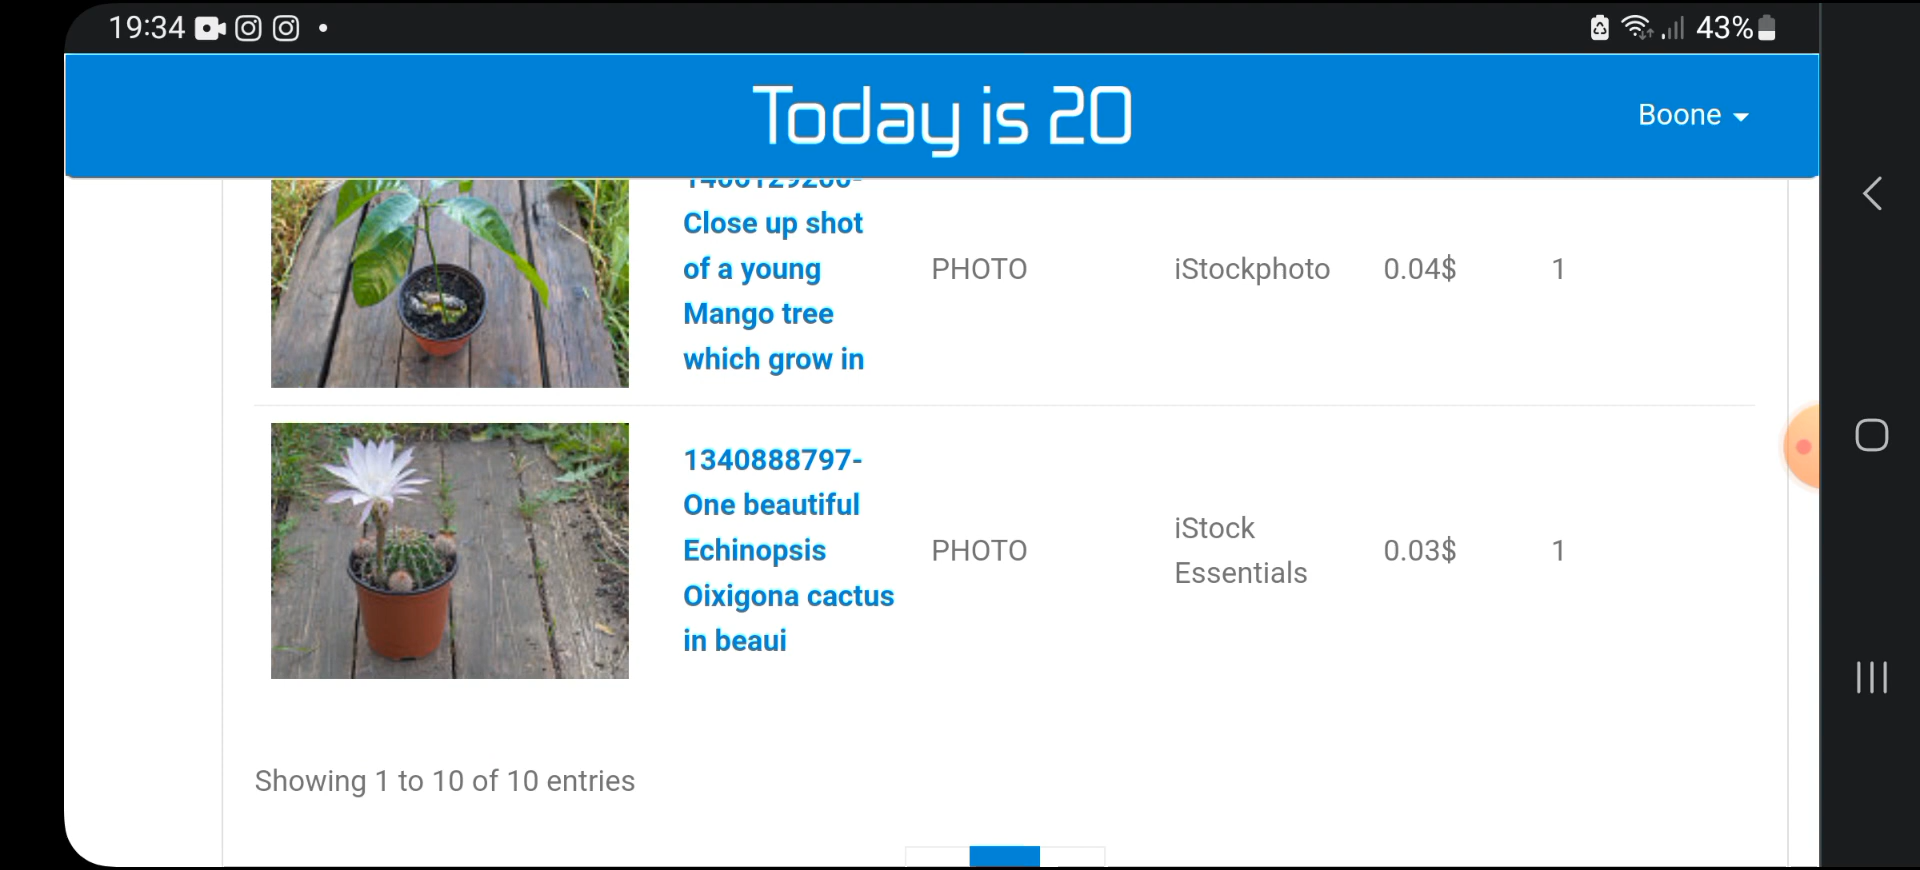 19:34
43%
Today is 20
Boone
Close up shot
of a young
Mango tree
which grow in
PHOTO
iStockphoto
0.04$
1
1340888797-
One beautiful
Echinopsis
Oixigona cactus
in beaui
PHOTO
iStock
Essentials
0.03$
1
Showing 1 to 10 of 10 entries